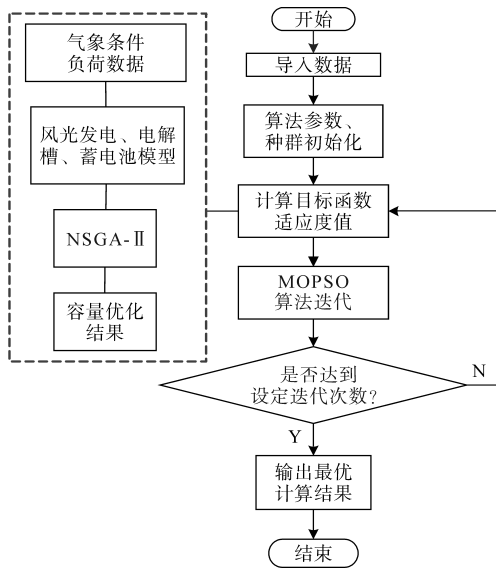 气象条件
负荷数据
风光发电、电解
槽、蓄电池模型
NSGA-Ⅱ
容量优化
结果
开始
导入数据
算法参数、
种群初始化
计算目标函数
适应度值
MOPSO
算法迭代
是否达到
设定迭代次数?
N
Y
输出最优
计算结果
结束